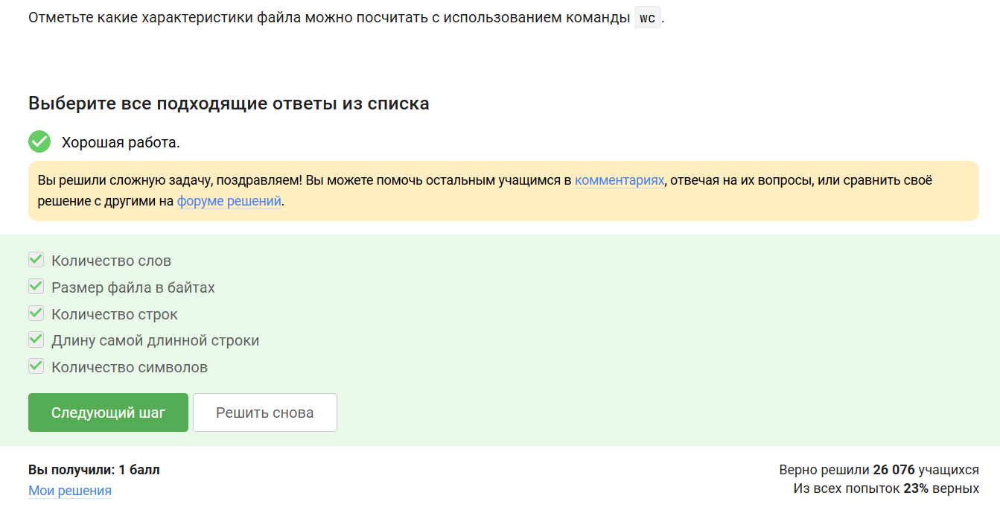 Отметьте какие характеристики файла можно посчитать с использованием команды wc.
Выберите все подходящие ответы из списка
Хорошая работа.
Вы решили сложную задачу, поздравляем! Вы можете помочь остальным учащимся в комментариях, отвечая на их вопросы, или сравнить своё
решение с другими на форуме решений.
Количество слов
Размер файла в байтах
Количество строк
Длину самой длинной строки
Количество символов
Следующий шаг
Решить снова
Вы получили: 1 балл
Мои решения
Верно решили 26 076 учащихся
Из всех попыток 23% верных